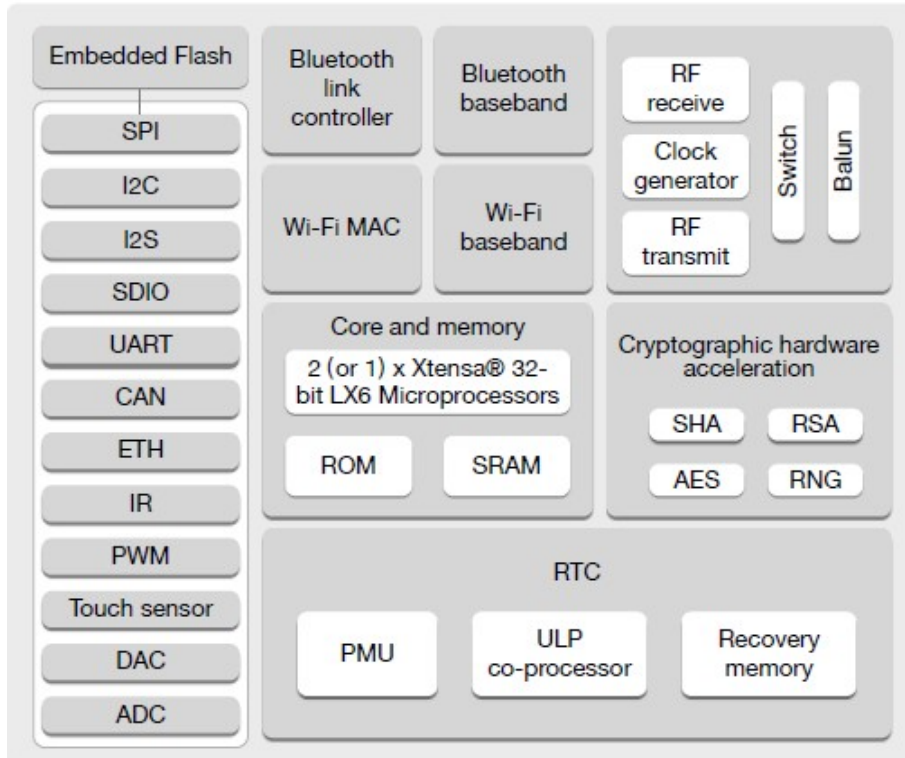 Embedded Flash
SPI
I2C
I2S
SDIO
UART
CAN
ETH
IR
PWM
Touch sensor
DAC
ADC
Bluetooth
link
controller
Bluetooth
baseband
Wi-Fi MAC
Wi-Fi
baseband
RF
receive
Clock
generator
RF
transmit
Switch
Balun
Core and memory
2 (or 1) x Xtensa® 32-
bit LX6 Microprocessors
ROM
SRAM
Cryptographic hardware
acceleration
SHA
RSA
AES
RNG
RTC
PMU
ULP
co-processor
Recovery
memory